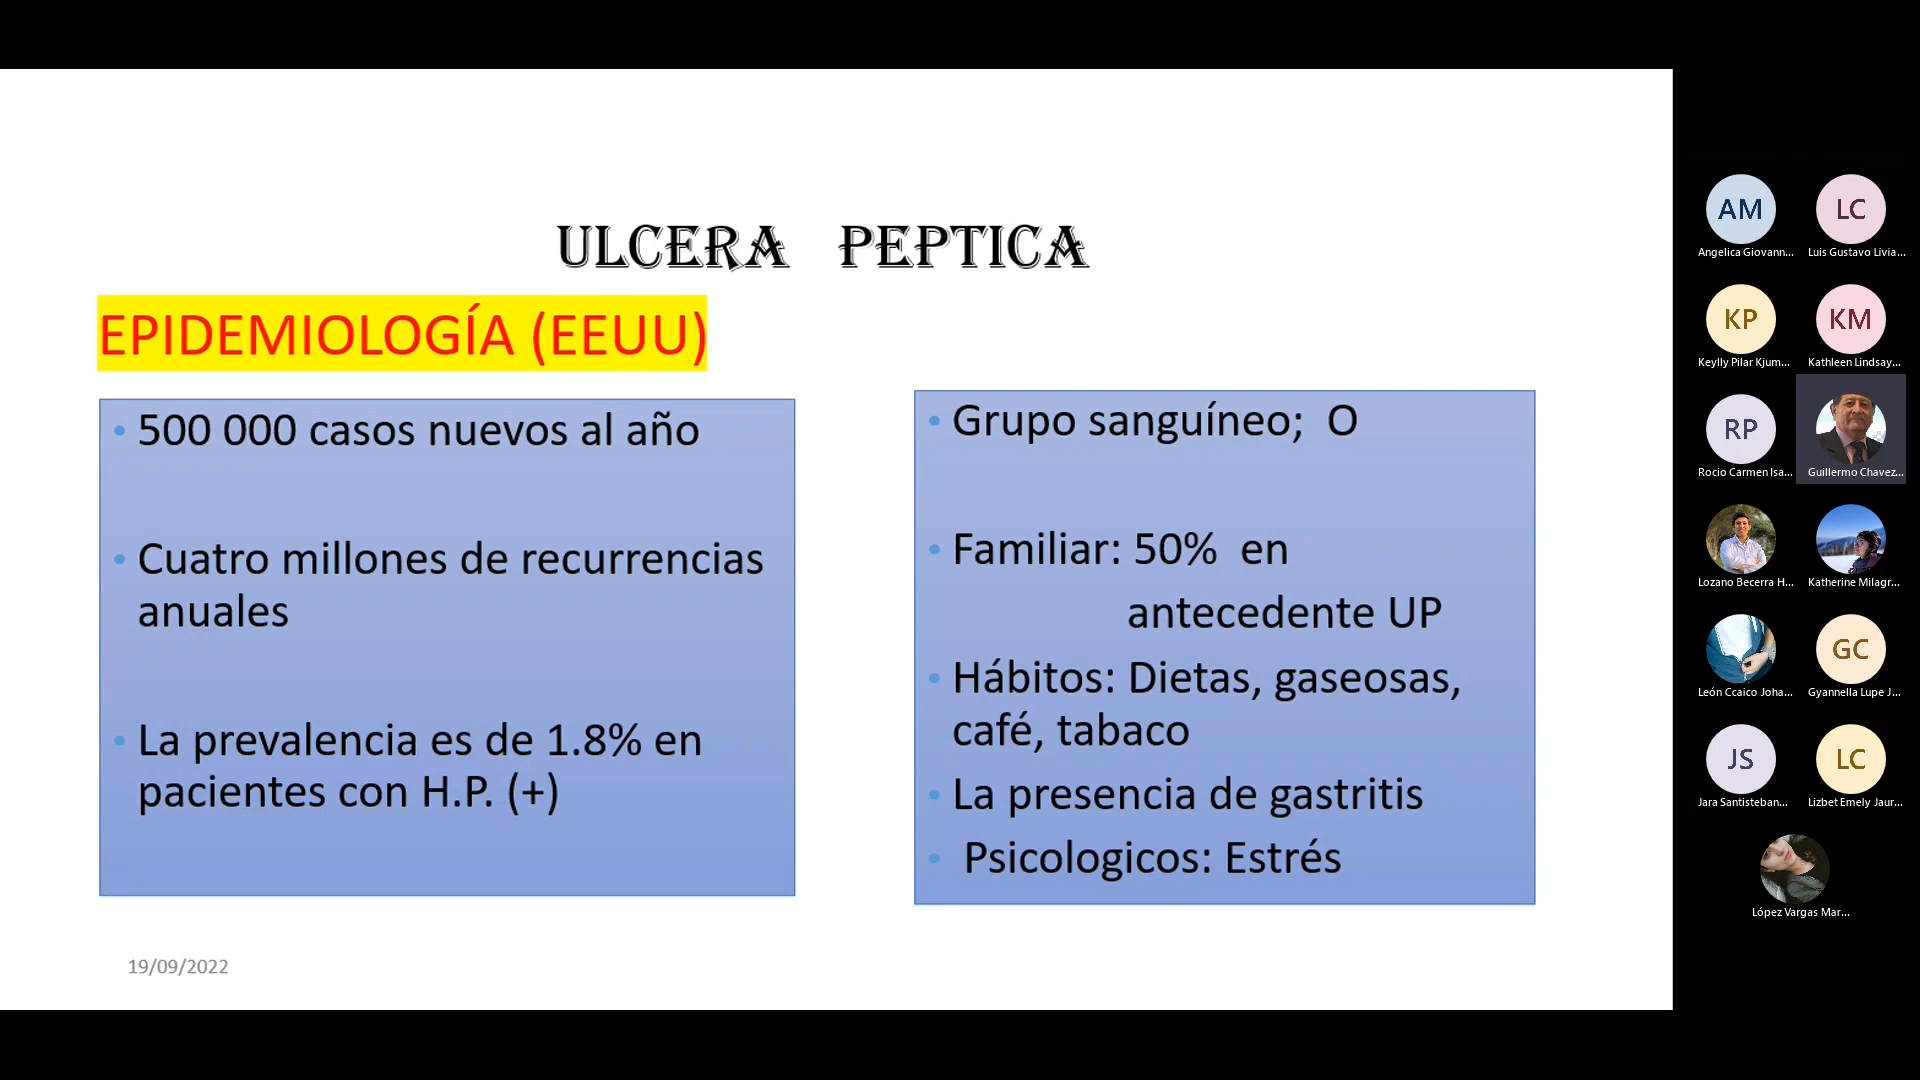 ULCERA PEPTICA
EPIDEMIOLOGÍA (EEUU)
• 500 000 casos nuevos al año
• Cuatro millones de recurrencias
anuales
• La prevalencia es de 1.8% en
pacientes con H.P. (+)
• Grupo sanguíneo; O
• Familiar: 50% en
antecedente UP
• Hábitos: Dietas, gaseosas,
café, tabaco
• La presencia de gastritis
• Psicologicos: Estrés
19/09/2022
AM
Angelica Giovann...
LC
Luis Gustavo Livia...
KP
Keylly Pilar Kjum...
KM
Kathleen Lindsay...
RP
Rocio Carmen Isa...
Guillermo Chavez...
Lozano Becerra H...
Katherine Milagr...
León Ccaico Joha...
GC
Gyannella Lupe J...
JS
Jara Santisteban...
LC
Lizbet Emely Jaur...
López Vargas Mar...